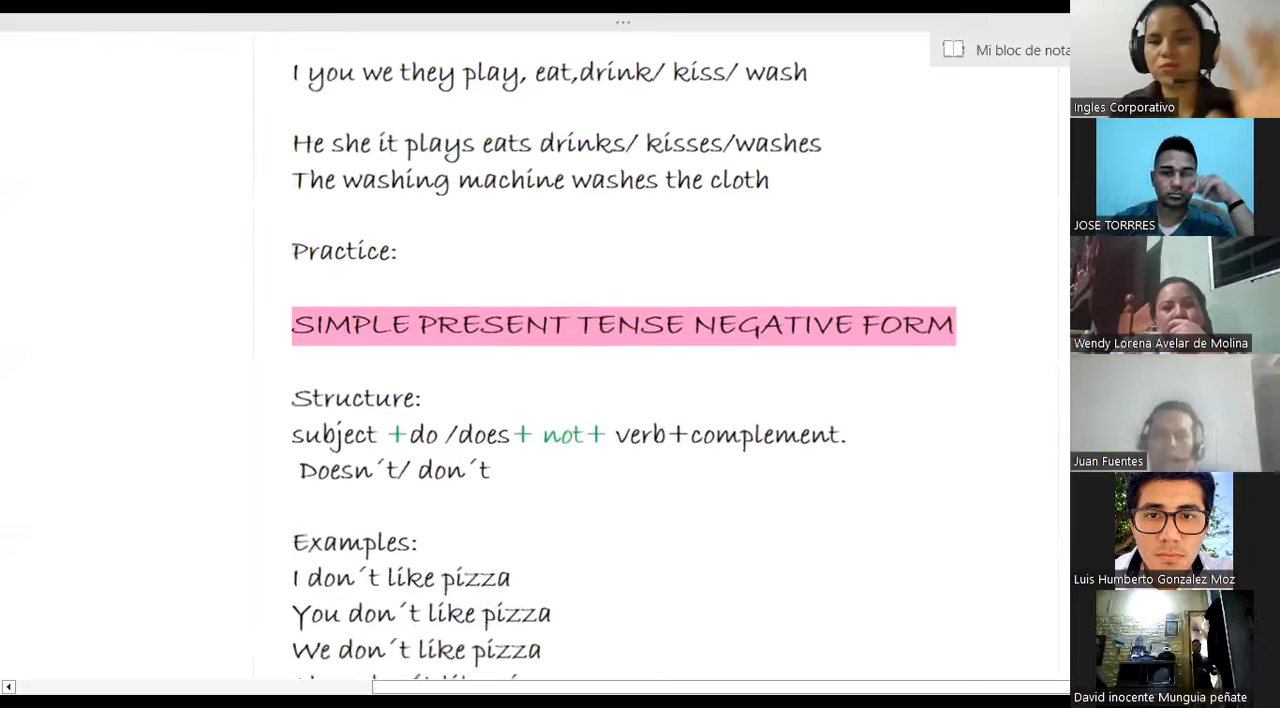 ...
Mi bloc de nota
I you we they play, eat,drink/ kiss/ wash
He she it plays eats drinks/ kisses/washes
The washing machine washes the cloth
Practice:
SIMPLE PRESENT TENSE NEGATIVE FORM
Structure:
subject +do /does+ not+ verb+complement.
Doesn´t/ don´t
Examples:
I don´t like pizza
You don´t like pizza
We don´t like pizza
Ingles Corporativo
JOSE TORRRES
Wendy Lorena Avelar de Molina
Juan Fuentes
Luis Humberto Gonzalez Moz
David inocente Munguia peñate